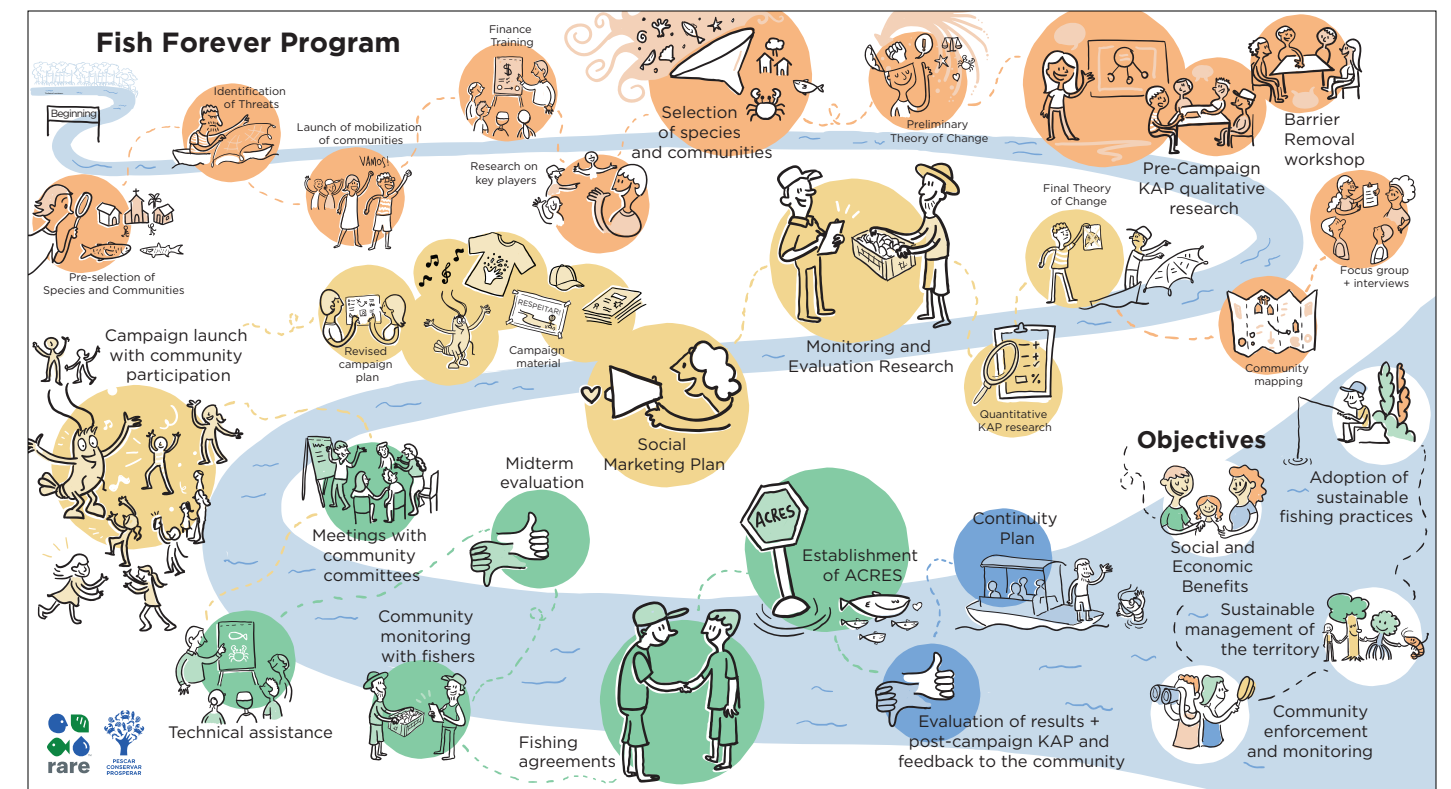 Fish Forever Program
Beginning
Pre-selection of
Species and Communities
Identification
of Threats
Launch of mobilization
of communities
VAMOS!
Finance
Training
$
Research on
key players
Selection
of species
and communities
Preliminary
Theory of Change
Pre-Campaign
KAP qualitative
research
Barrier
Removal
workshop
Focus group
+ interviews
Community
mapping
Final Theory
of Change
Quantitative
KAP research
Monitoring and
Evaluation Research
Social
Marketing Plan
RESPEITAR!
Campaign
material
Revised
campaign
plan
Campaign launch
with community
participation
Meetings with
community
committees
Technical assistance
Midterm
evaluation
Community
monitoring
with fishers
Fishing
agreements
ACRES
Establishment
of ACRES
Evaluation of results +
post-campaign KAP and
feedback to the community
Continuity
Plan
Objectives
Social and
Economic
Benefits
Adoption of
sustainable
fishing practices
Sustainable
management of
the territory
Community
enforcement
and monitoring
rare
PESCAR
CONSERVAR
PROSPERAR